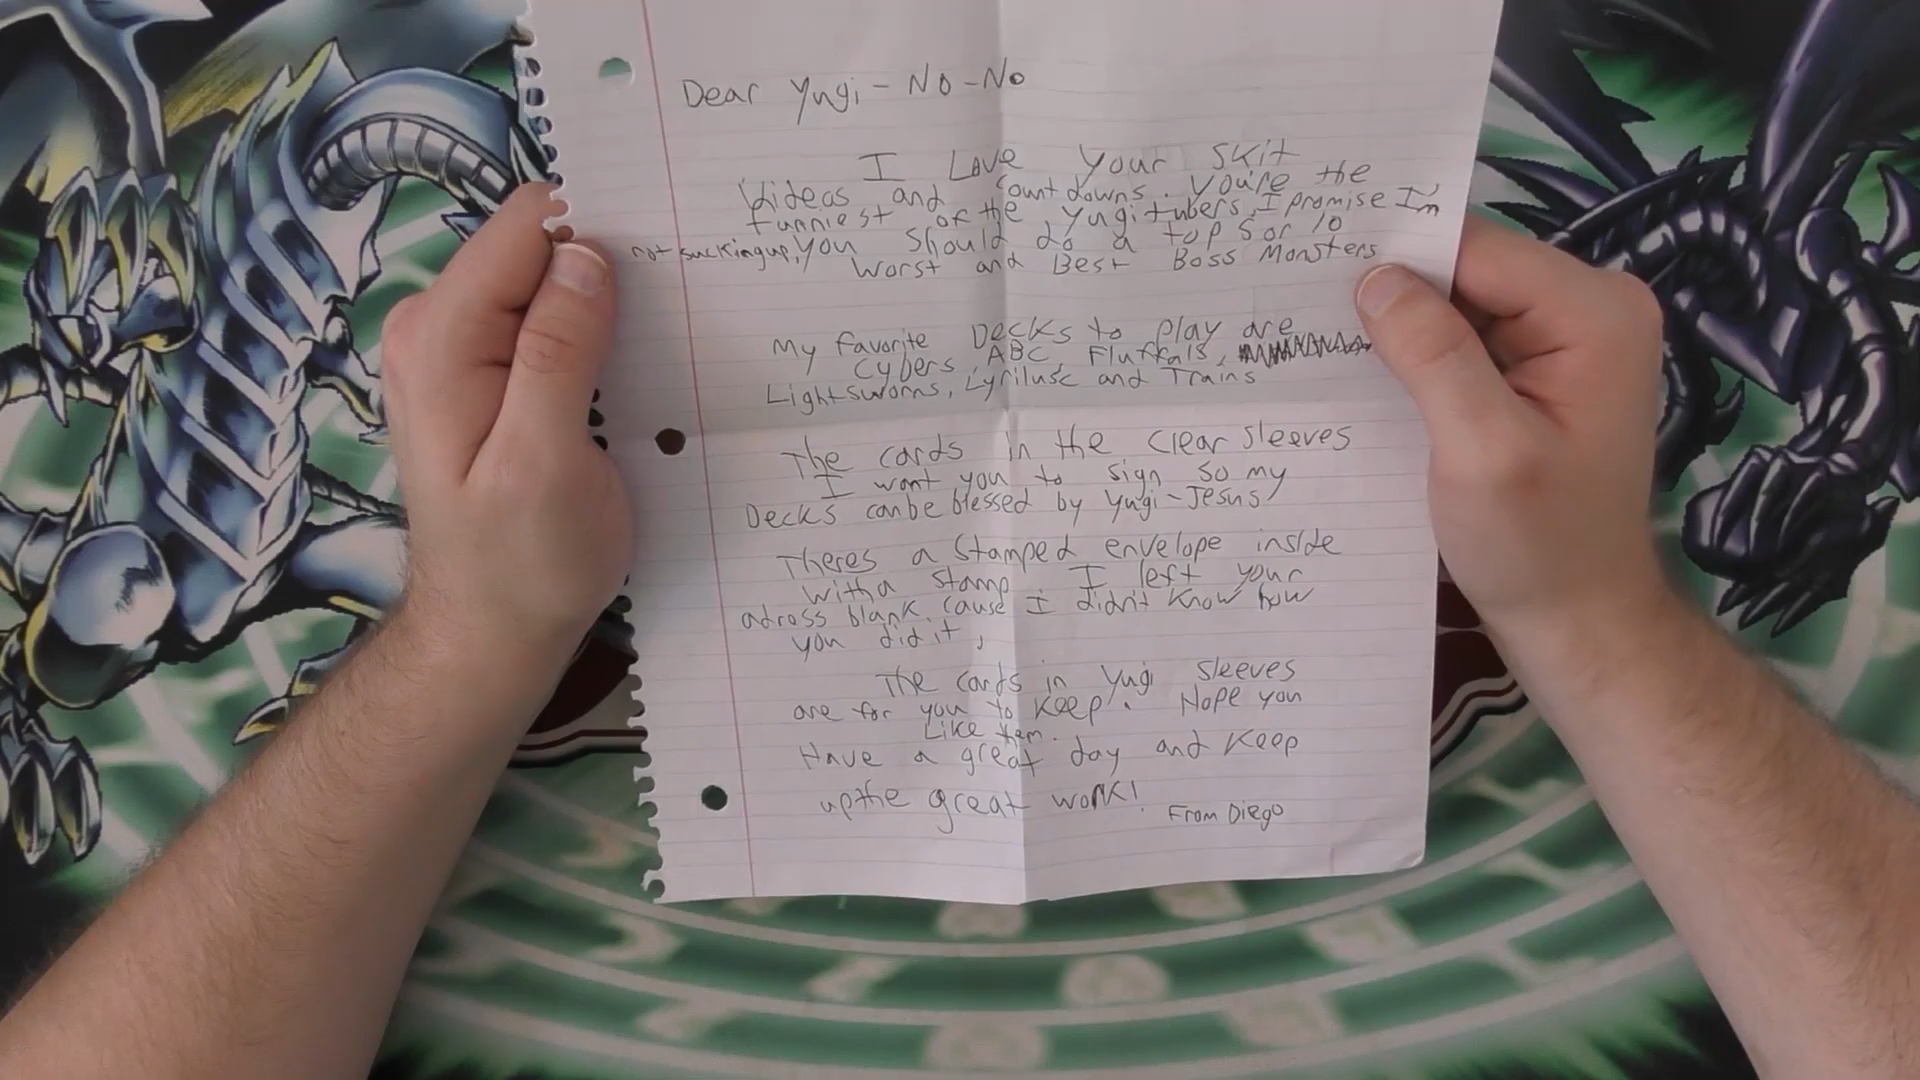 Dear Yugi-No-No
I Love your skit
Videos and countdowns. You're the
funniest of the Yugitubers, I promise I'm
not suckingup, you should do a top 5 or 10
Worst and Best Boss Monsters
My favorite Decks to play are
Cybers, ABC, Fluffals,
Lightsworns, Lyrilusc and Trains
The cards in the clear sleeves
I want you to sign so my
Decks can be blessed by Yugi-Jesus
Theres a stamped envelope inside
with a stamp. I left your
adross blank cause i didn't know how
you did it,
The cards in Yugi sleeves
are for you to keep. Hope you
Like them.
Have a great day and keep
up the great work!
From Diego